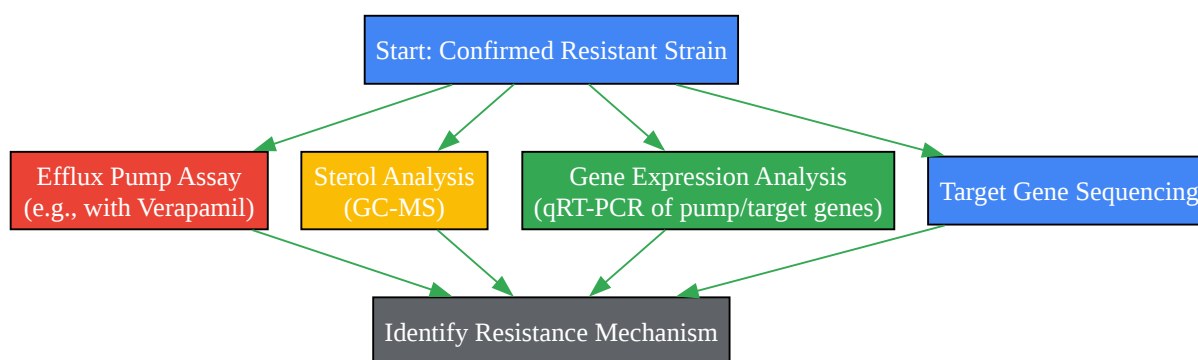 Start: Confirmed Resistant Strain
Efflux Pump Assay
(e.g., with Verapamil)
Sterol Analysis
(GC-MS)
Gene Expression Analysis
(qRT-PCR of pump/target genes)
Target Gene Sequencing
Identify Resistance Mechanism